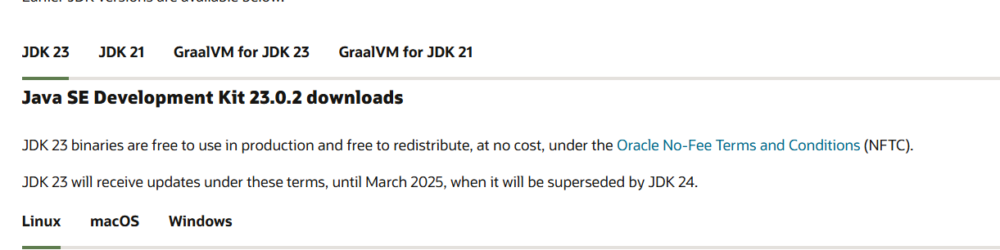 Earlier JDK versions are available below.
JDK 23 JDK 21 GraalVM for JDK 23 GraalVM for JDK 21
Java SE Development Kit 23.0.2 downloads
JDK 23 binaries are free to use in production and free to redistribute, at no cost, under the Oracle No-Fee Terms and Conditions (NFTC).
JDK 23 will receive updates under these terms, until March 2025, when it will be superseded by JDK 24.
Linux macOS Windows